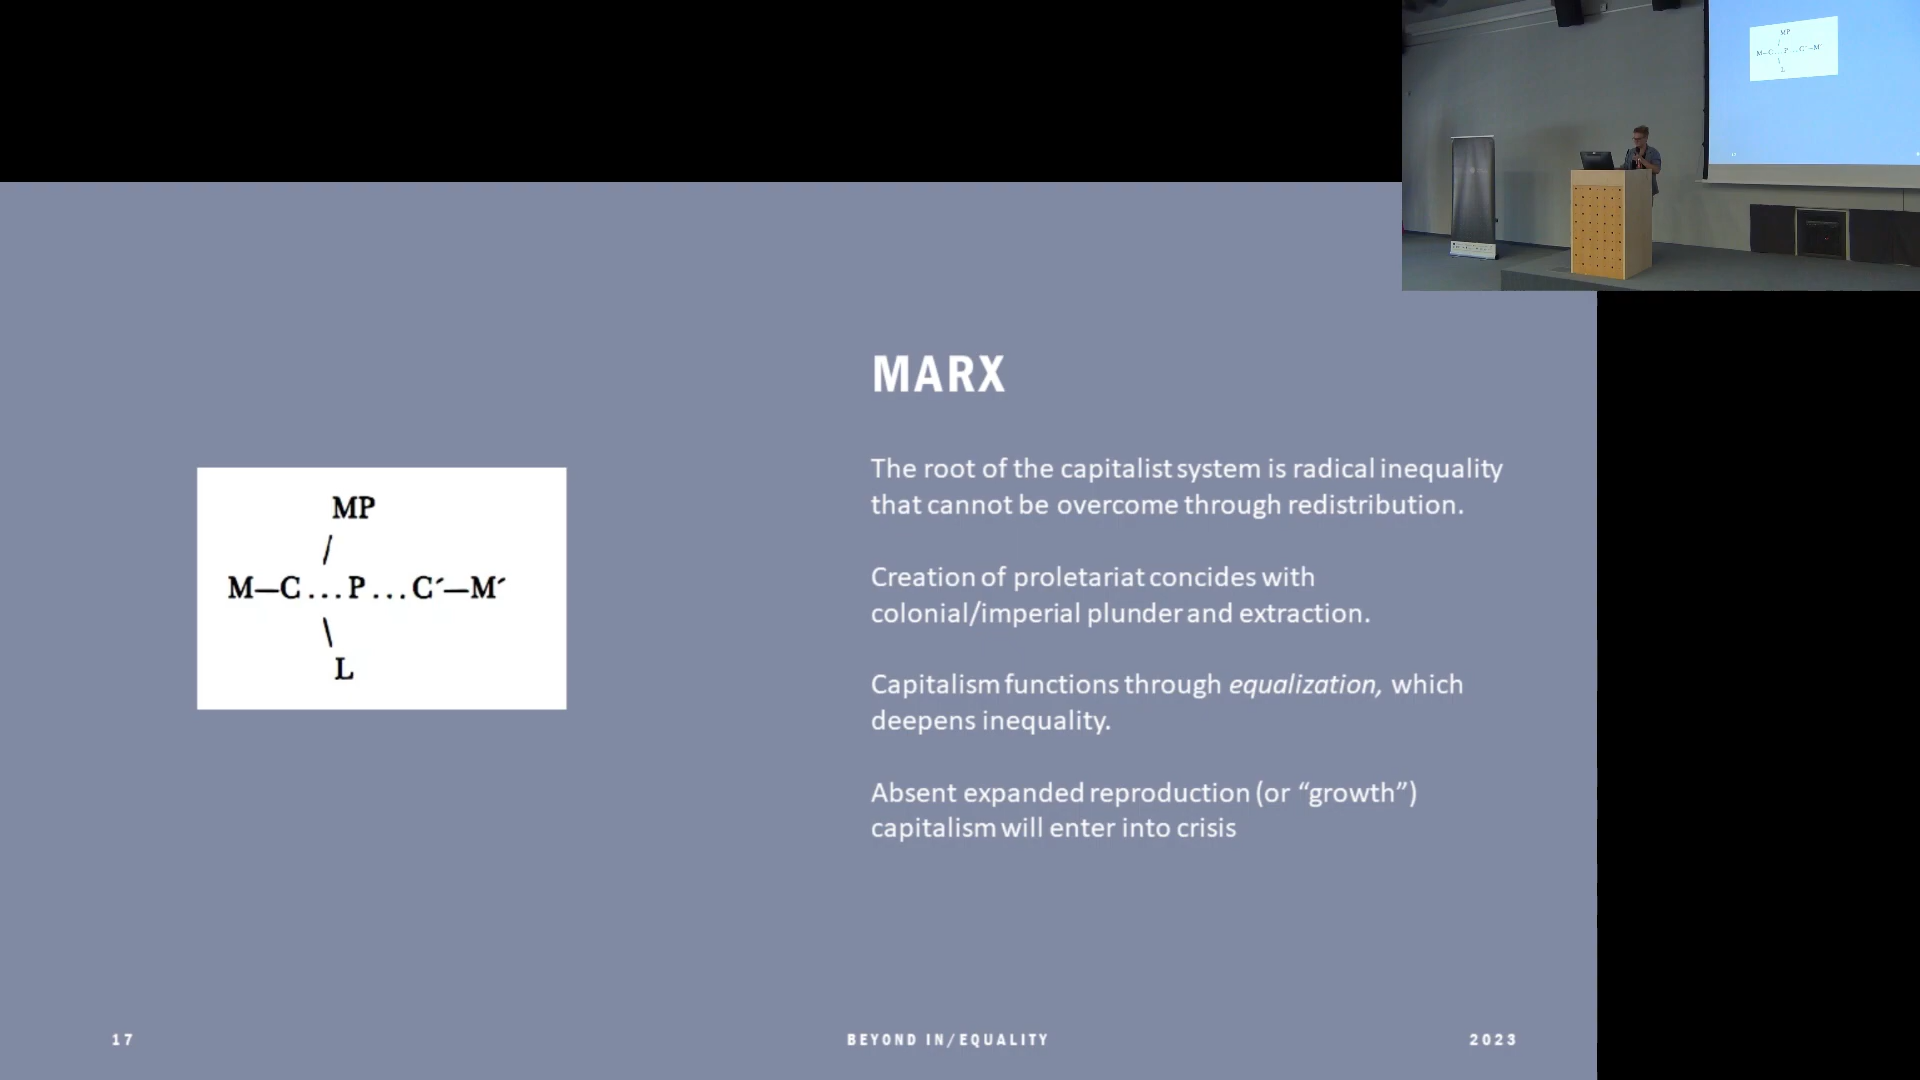 MARX
The root of the capitalist system is radical inequality
that cannot be overcome through redistribution.
Creation of proletariat concides with
colonial/imperial plunder and extraction.
Capitalism functions through equalization, which
deepens inequality.
Absent expanded reproduction (or “growth”)
capitalism will enter into crisis
MP
/
M—C...P...C´—M´
\
L
17
BEYOND IN/EQUALITY
2023
MP
/
M—C...P...C´—M´
\
L